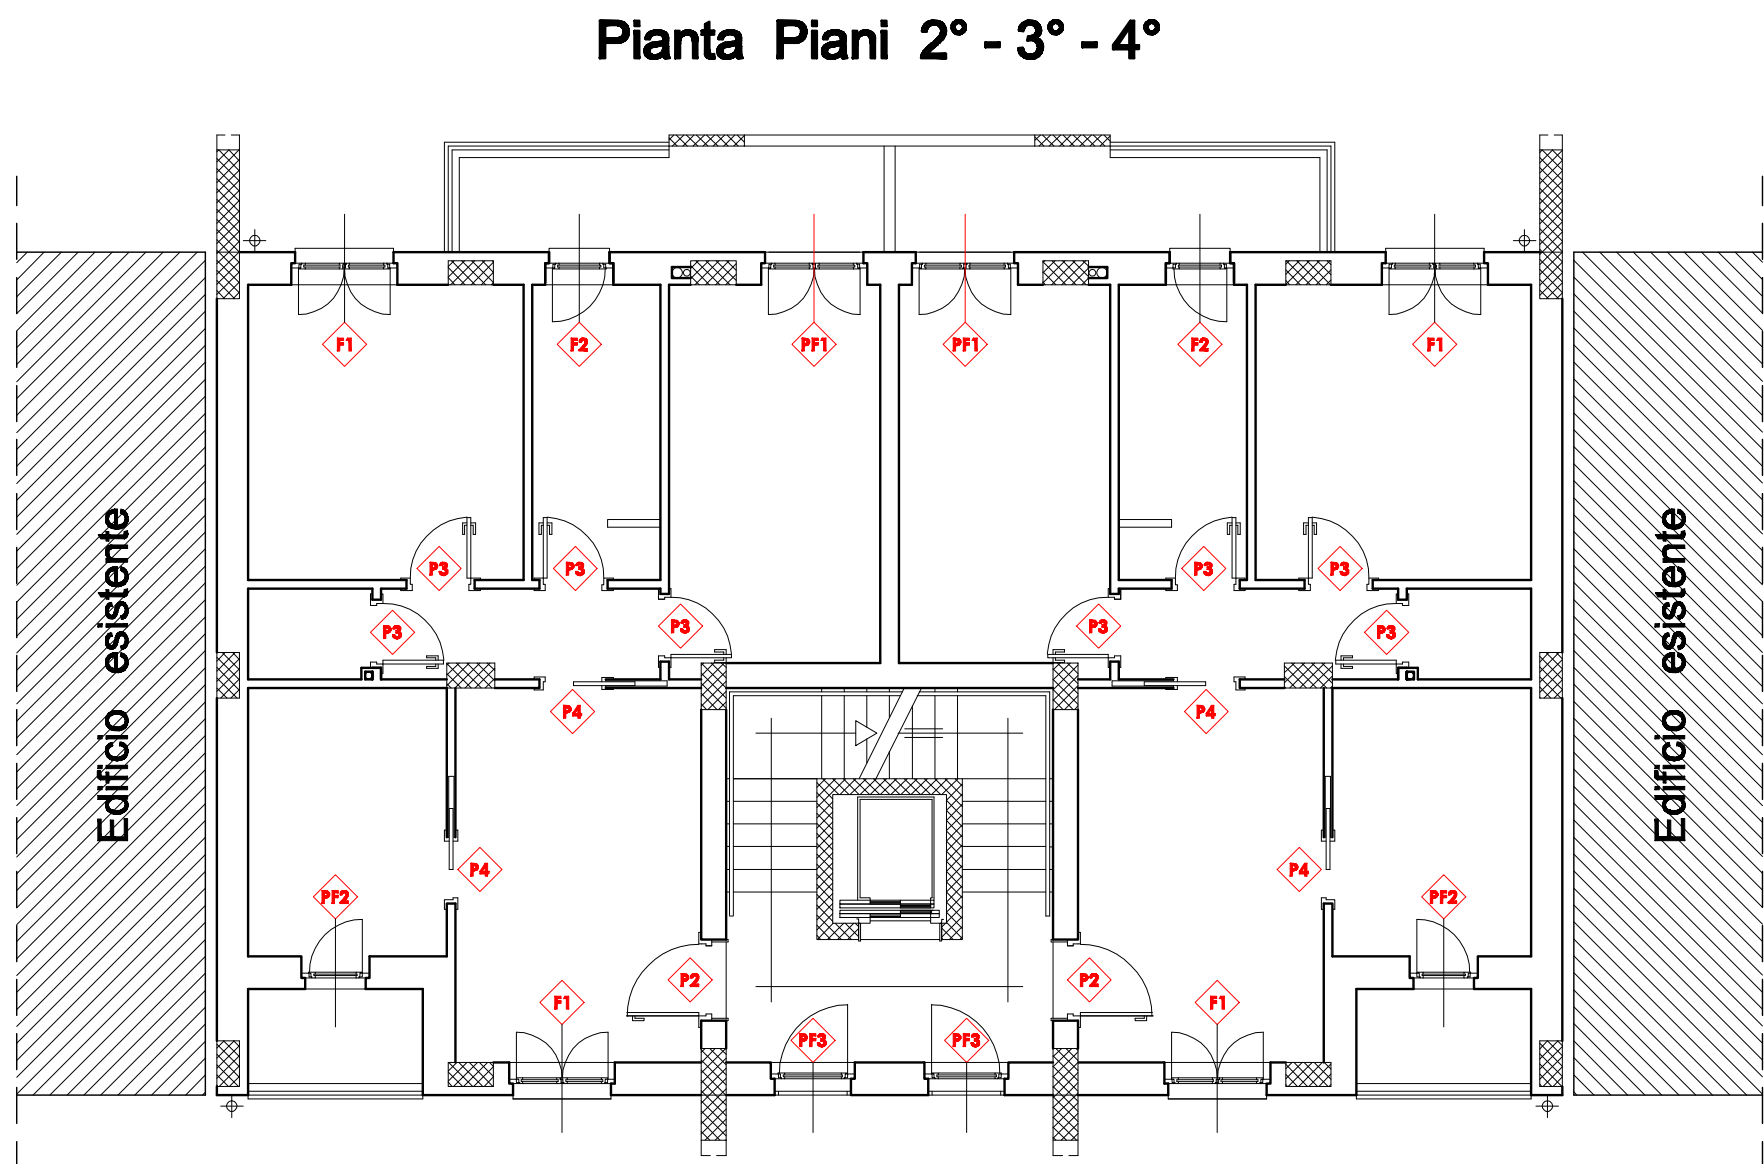 Pianta Piani 2° - 3° - 4°
F1 F2 PF1 PF1 F2 F1
Edificio esistente
Edificio esistente
P3 P3 P3 P3
P3 P3 P3 P3
P4 P4
P4 P4
PF2 PF2
P2 P2
F1 F1
PF3 PF3